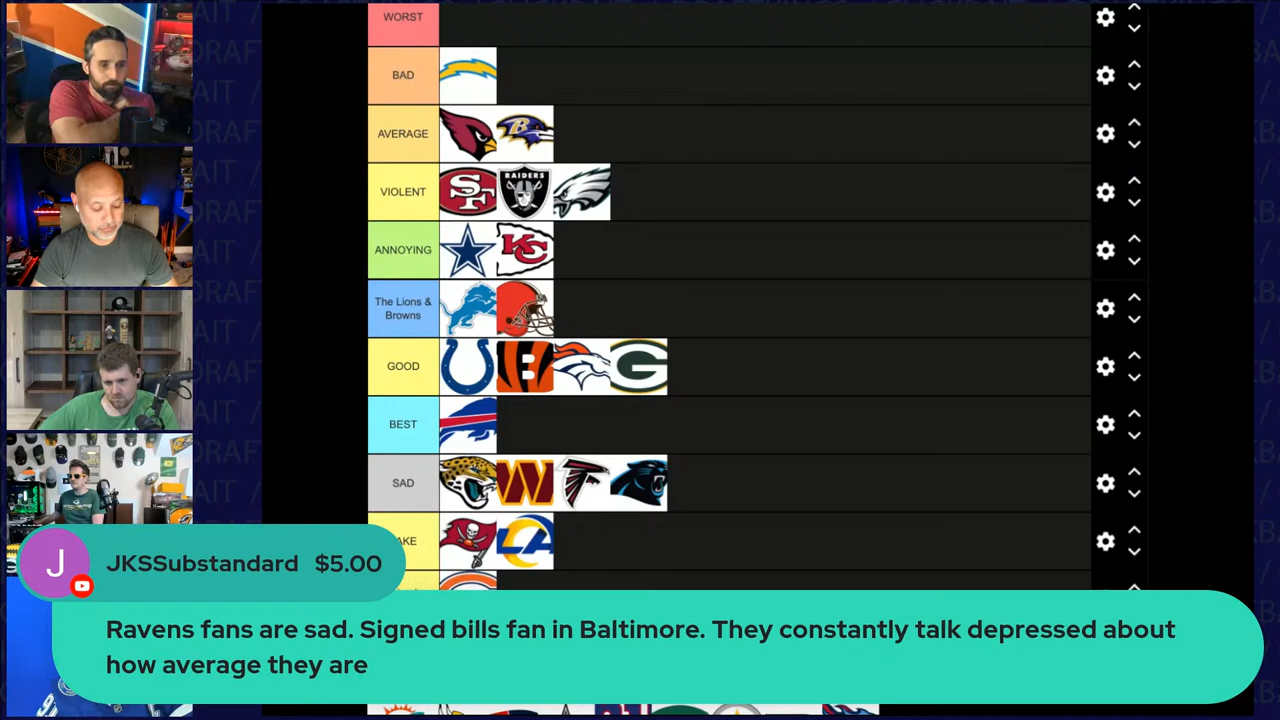 WORST
BAD
AVERAGE
VIOLENT
RAIDERS
ANNOYING
The Lions &
Browns
GOOD
BEST
SAD
JKSSubstandard $5.00
Ravens fans are sad. Signed bills fan in Baltimore. They constantly talk depressed about
how average they are